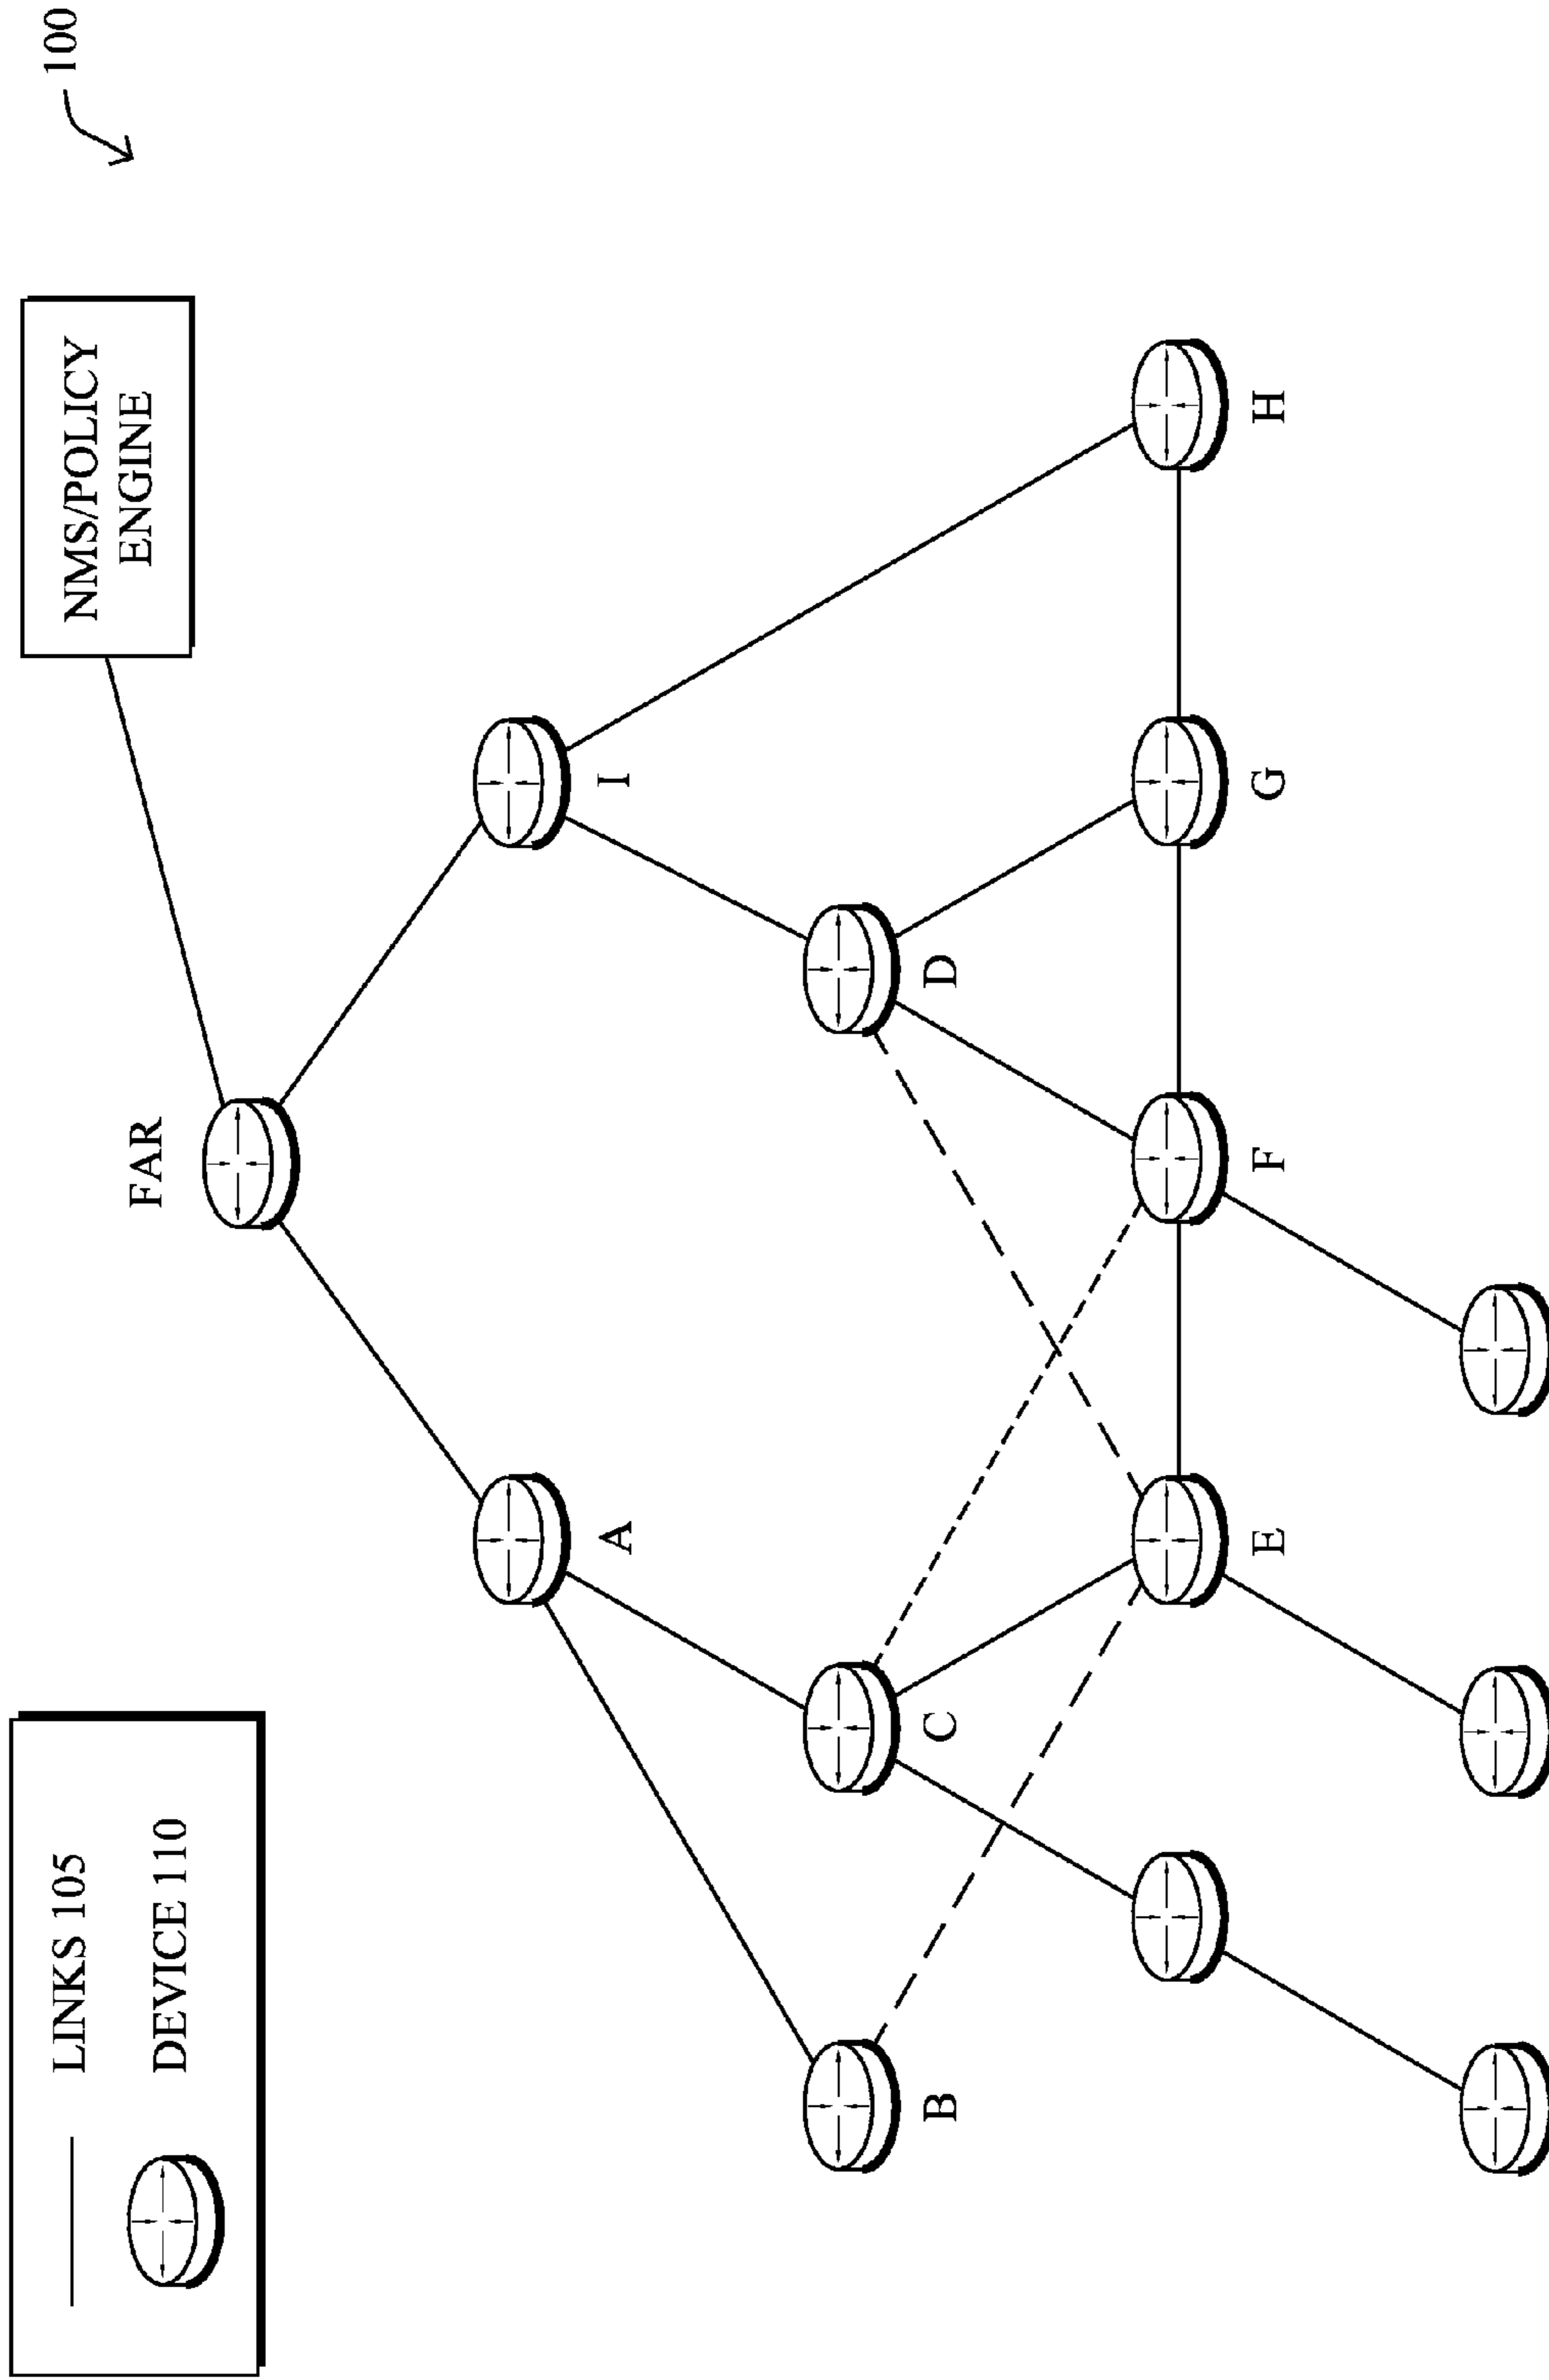 100
NMS/POLICY
ENGINE
LINKS 105
DEVICE 110
FAR
A
I
B
C
D
E
F
G
H